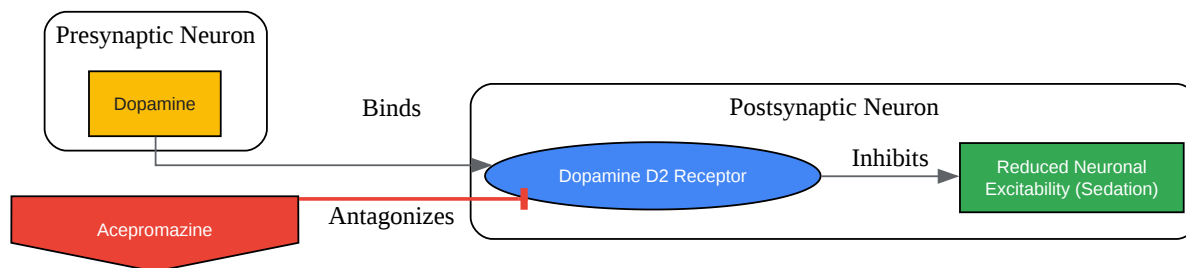 Presynaptic Neuron
Dopamine
Binds
Postsynaptic Neuron
Dopamine D2 Receptor
Inhibits
Reduced Neuronal
Excitability (Sedation)
Antagonizes
Acepromazine